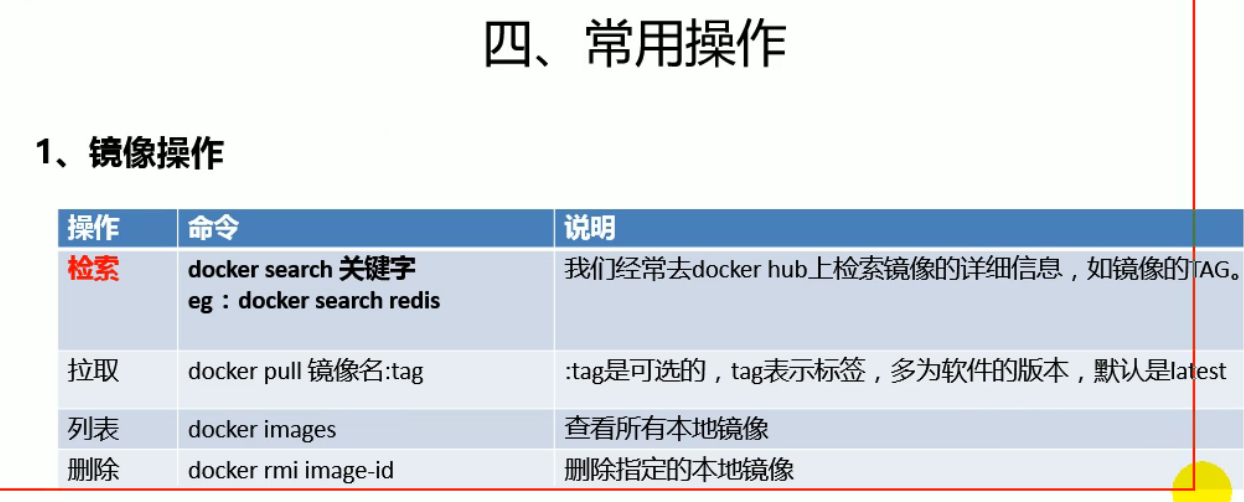 四、常用操作
1、镜像操作
操作 命令 说明
检索 docker search 关键字 我们经常去docker hub上检索镜像的详细信息，如镜像的TAG。
eg：docker search redis
拉取 docker pull 镜像名:tag :tag是可选的，tag表示标签，多为软件的版本，默认是latest
列表 docker images 查看所有本地镜像
删除 docker rmi image-id 删除指定的本地镜像